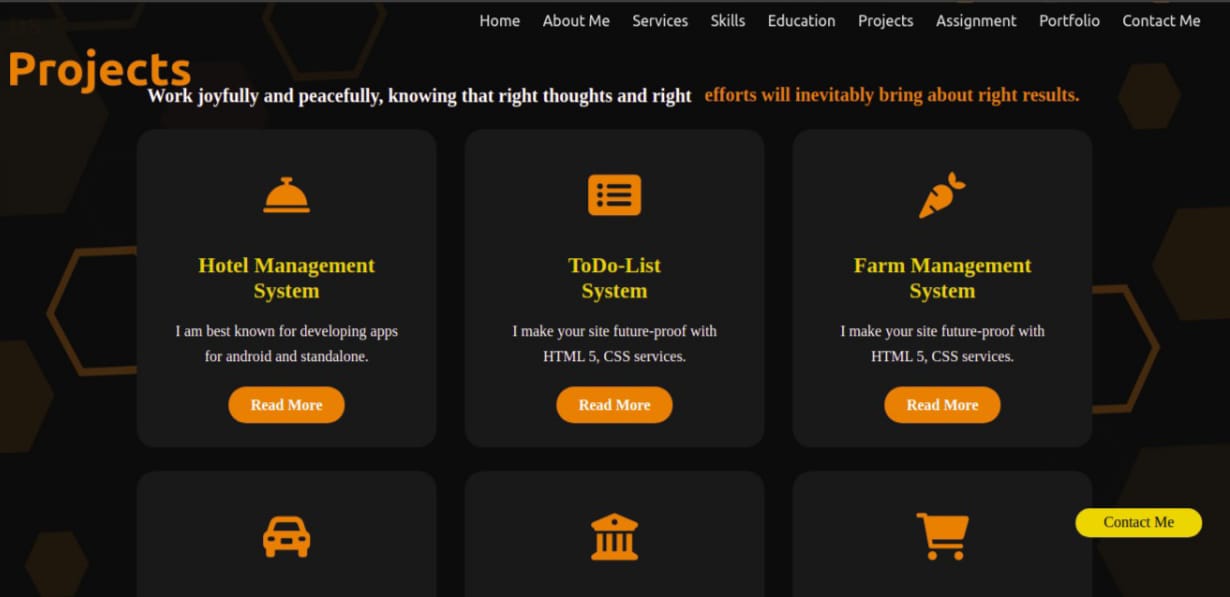 Home About Me Services Skills Education Projects Assignment Portfolio Contact Me
Projects
Work joyfully and peacefully, knowing that right thoughts and right efforts will inevitably bring about right results.
Hotel Management
System
I am best known for developing apps
for android and standalone.
Read More
ToDo-List
System
I make your site future-proof with
HTML 5, CSS services.
Read More
Farm Management
System
I make your site future-proof with
HTML 5, CSS services.
Read More
Contact Me